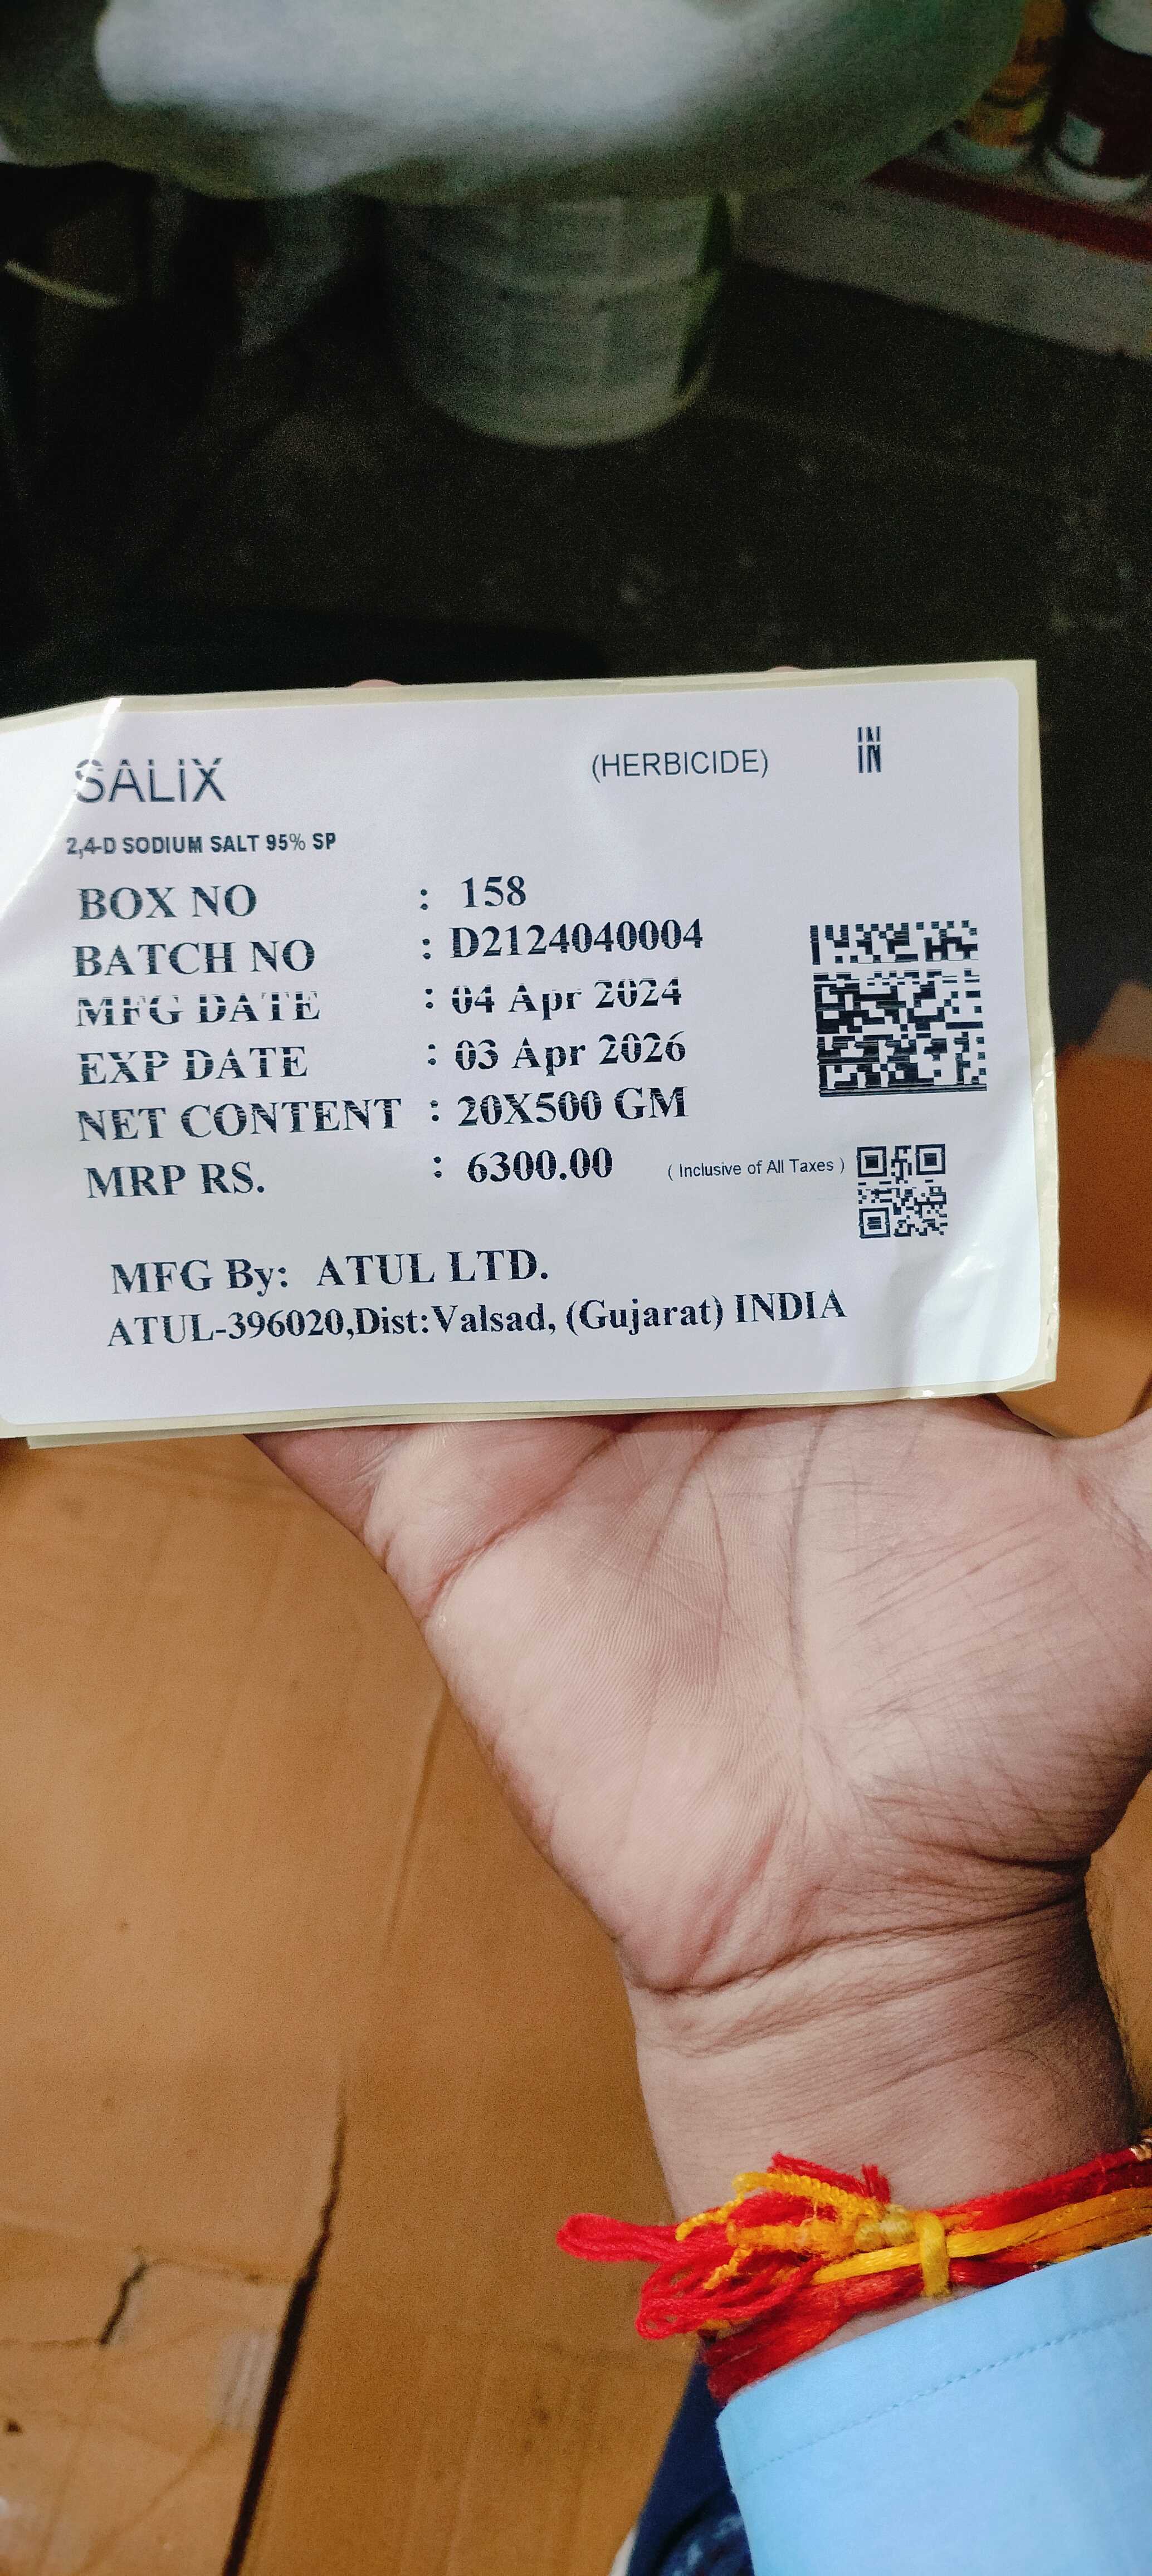 SALIX (HERBICIDE) IN
2,4-D SODIUM SALT 95% SP
BOX NO : 158
BATCH NO : D2124040004
MFG DATE : 04 Apr 2024
EXP DATE : 03 Apr 2026
NET CONTENT : 20X500 GM
MRP RS. : 6300.00 ( Inclusive of All Taxes )
MFG By: ATUL LTD.
ATUL-396020,Dist:Valsad, (Gujarat) INDIA